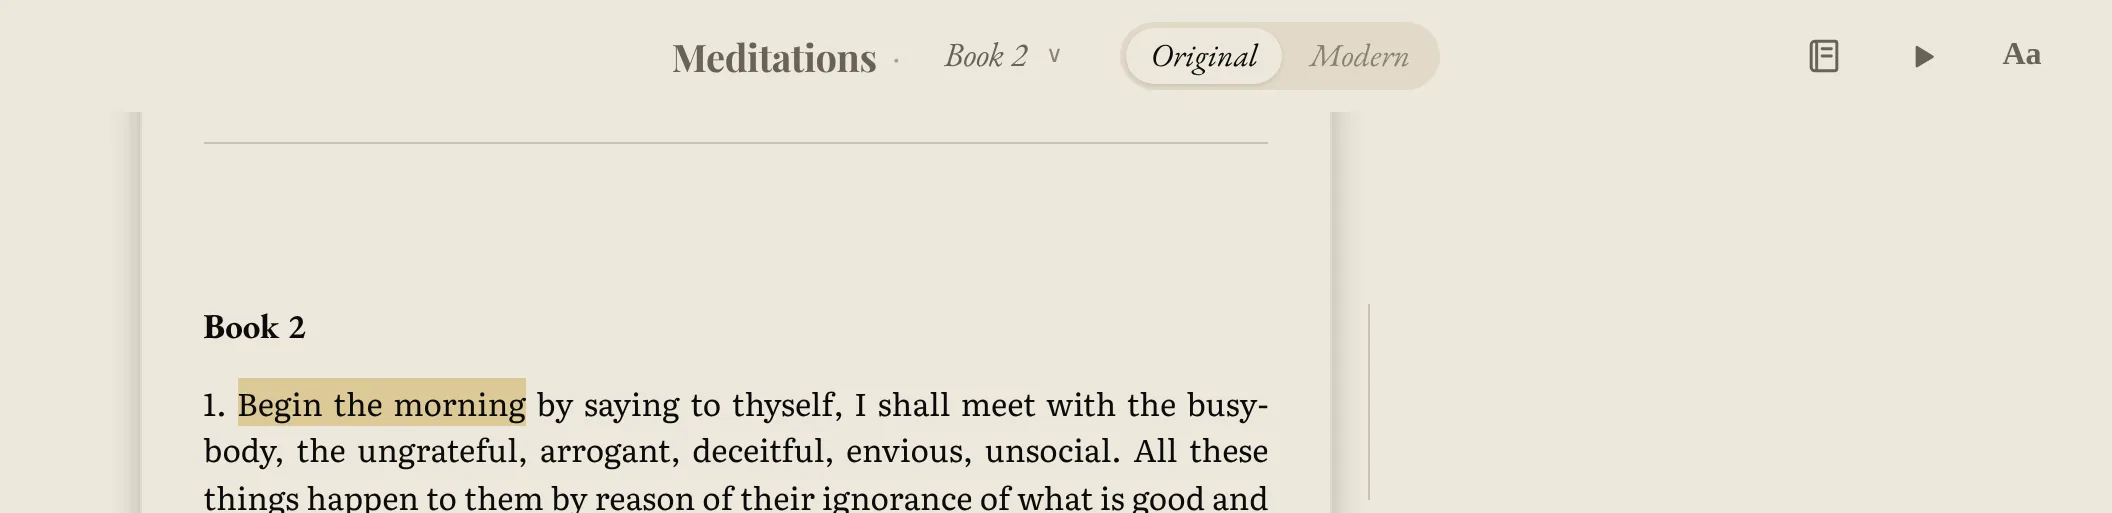 Meditations · Book 2 ∨ Original Modern Aa
Book 2
1. Begin the morning by saying to thyself, I shall meet with the busy-
body, the ungrateful, arrogant, deceitful, envious, unsocial. All these
things happen to them by reason of their ignorance of what is good and